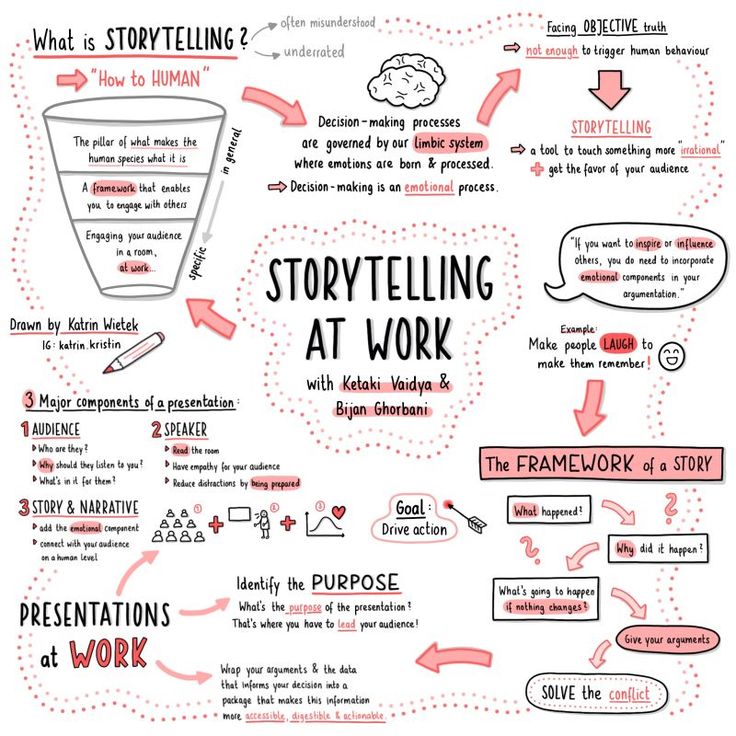 What is STORYTELLING?
often misunderstood
underrated
"How to HUMAN"
The pillar of what makes the
human species what it is
A framework that enables
you to engage with others
Engaging your audience
in a room,
at work...
in general
specific
Decision-making processes
are governed by our limbic system
where emotions are born & processed.
Decision-making is an emotional process.
Facing OBJECTIVE truth
not enough to trigger human behaviour
STORYTELLING
a tool to touch something more "irrational"
+ get the favor of your audience
"If you want to inspire or influence
others, you do need to incorporate
emotional components in your
argumentation."
Example:
Make people LAUGH to
make them remember!
STORYTELLING
AT WORK
with Ketaki Vaidya &
Bijan Ghorbani
Drawn by Katrin Wietek
IG: katrin.kristin
3 Major components of a presentation:
1 AUDIENCE
Who are they?
Why should they listen to you?
What's in it for them?
2 SPEAKER
Read the room
Have empathy for your audience
Reduce distractions by being prepared
3 STORY & NARRATIVE
add the emotional component
connect with your audience
on a human level
1 + 2 + 3
Goal:
Drive action
The FRAMEWORK of a STORY
What happened?
?
Why did it happen?
?
What's going to happen
if nothing changes?
Give your arguments
SOLVE the conflict
PRESENTATIONS
at WORK
Identify the PURPOSE
What's the purpose of the presentation?
That's where you have to lead your audience!
Wrap your arguments & the data
that informs your decision into a
package that makes this information
more accessible, digestible & actionable.